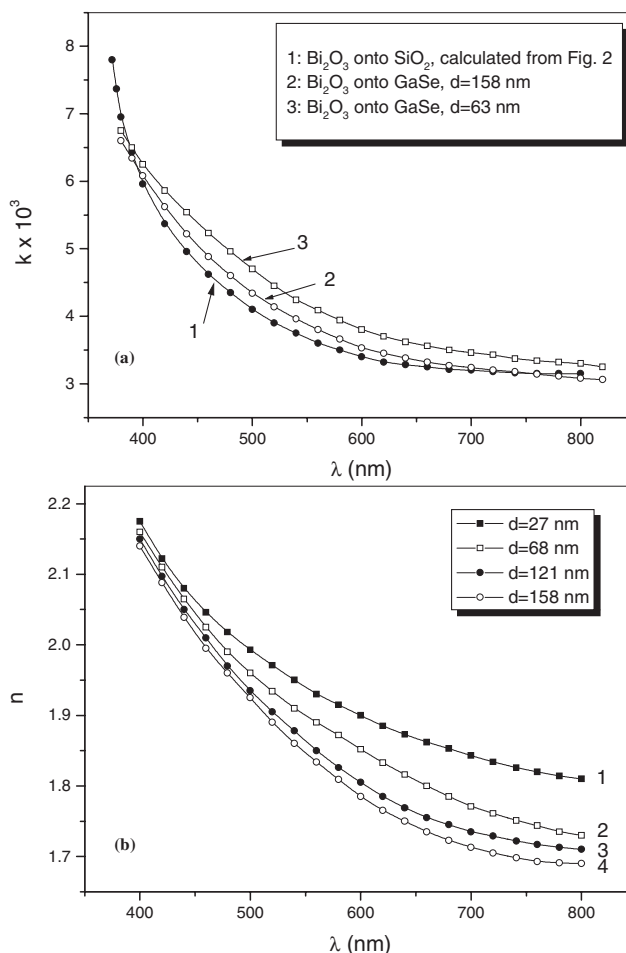 1: Bi₂O₃ onto SiO₂, calculated from Fig. 2
2: Bi₂O₃ onto GaSe, d=158 nm
3: Bi₂O₃ onto GaSe, d=63 nm
8
7
6
5
4
3
k x 10³
3
2
1
(a)
400
500
600
700
800
λ (nm)
2.2
2.1
2.0
1.9
1.8
1.7
n
d=27 nm
d=68 nm
d=121 nm
d=158 nm
1
2
3
4
(b)
400
500
600
700
800
λ (nm)